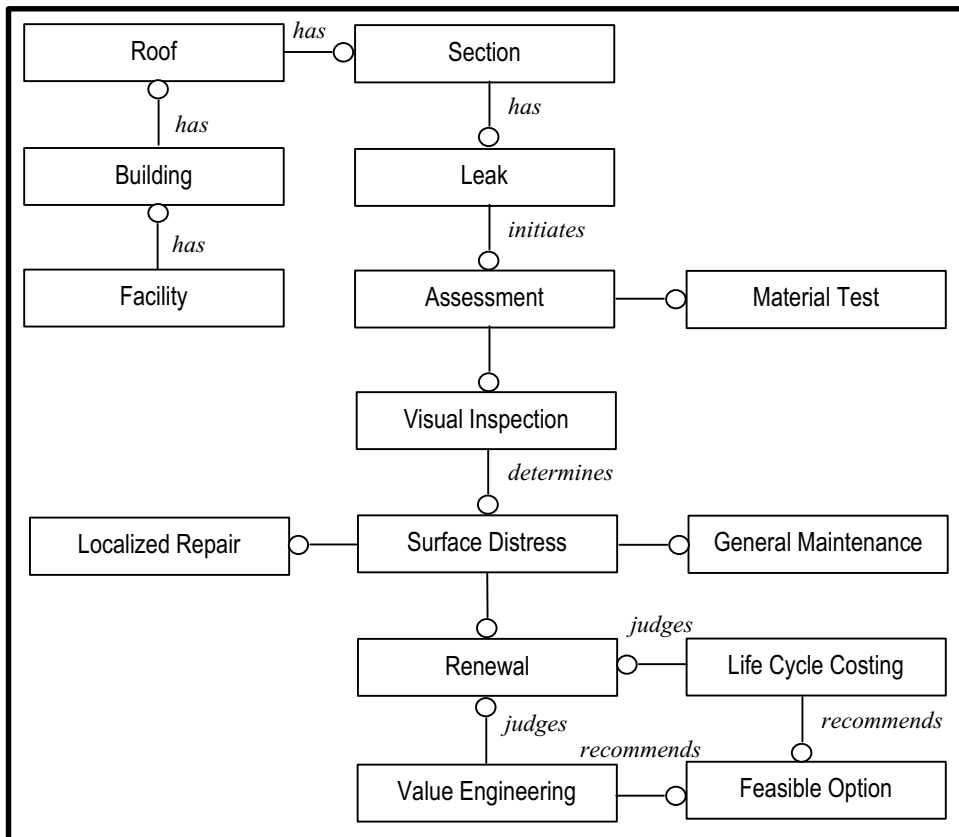 has
Roof
Section
has
has
Building
Leak
has
initiates
Facility
Assessment
Material Test
Visual Inspection
determines
Localized Repair
Surface Distress
General Maintenance
judges
Renewal
Life Cycle Costing
judges
recommends
recommends
Value Engineering
Feasible Option